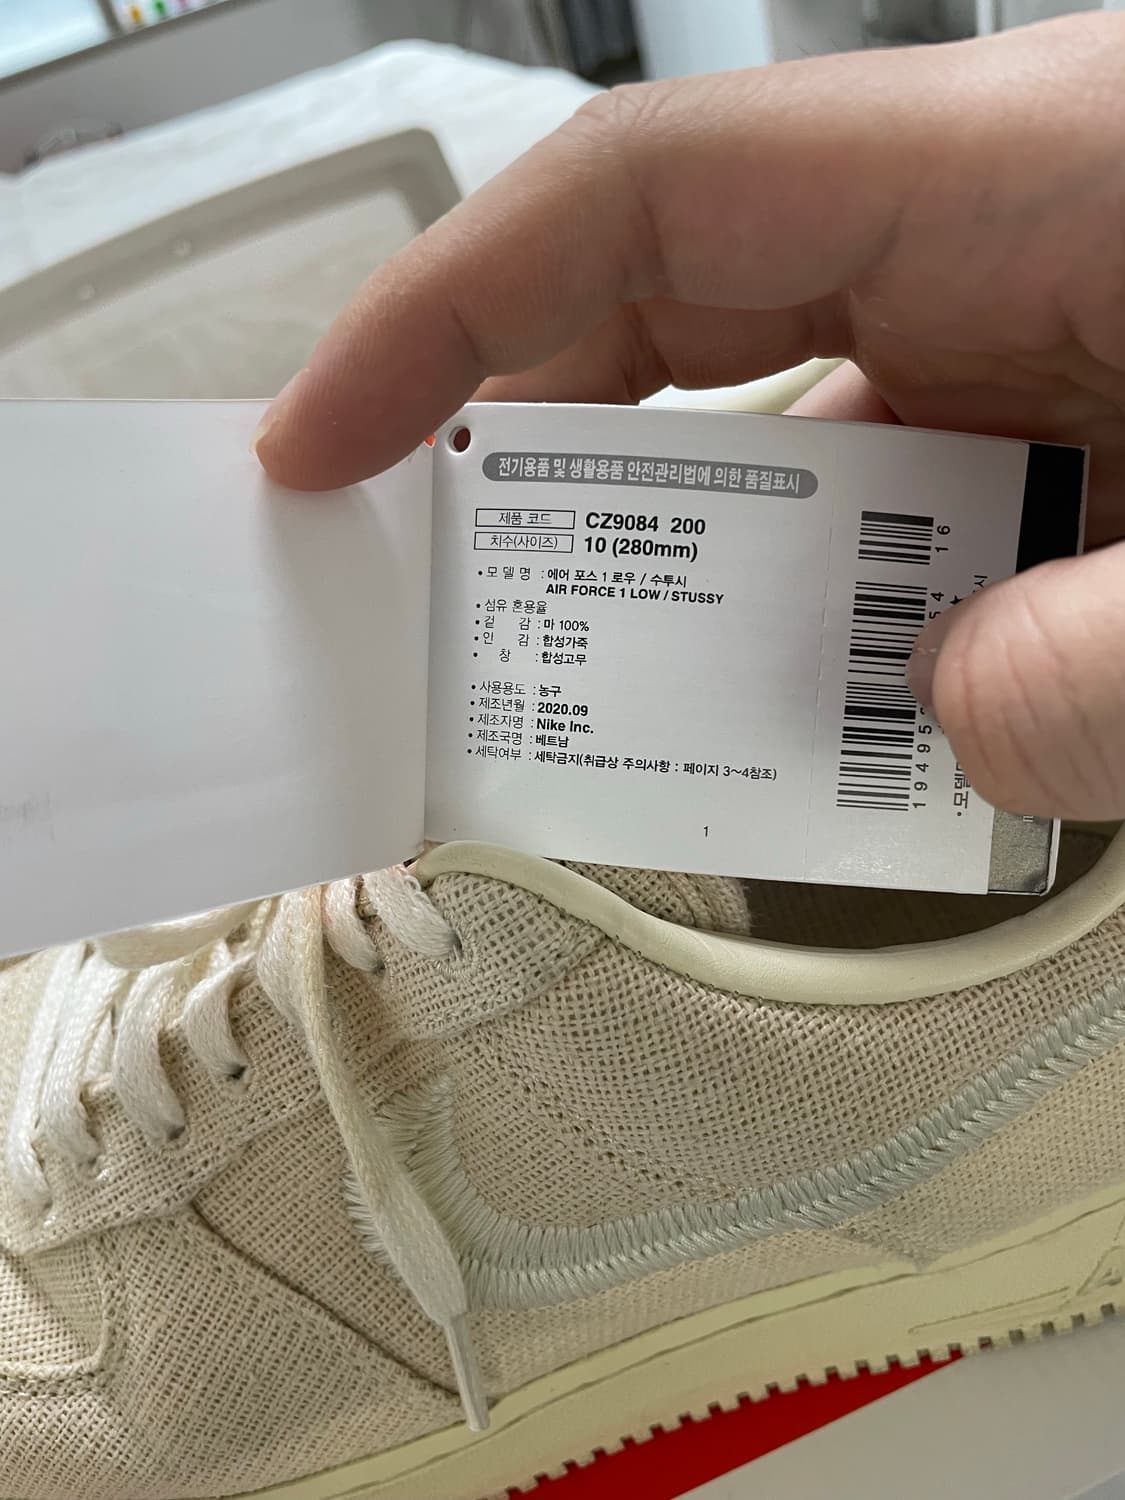 전기용품 및 생활용품 안전관리법에 의한 품질표시
제품 코드 CZ9084 200
치수(사이즈) 10 (280mm)
• 모 델 명 : 에어 포스 1 로우 / 수투시
AIR FORCE 1 LOW / STUSSY
• 섬유 혼용율
• 겉 감 : 마 100%
• 인 감 : 합성가죽
• 창 : 합성고무
• 사용용도 : 농구
• 제조년월 : 2020.09
• 제조자명 : Nike Inc.
• 제조국명 : 베트남
• 세탁여부 : 세탁금지(취급상 주의사항 : 페이지 3~4참조)
1
16